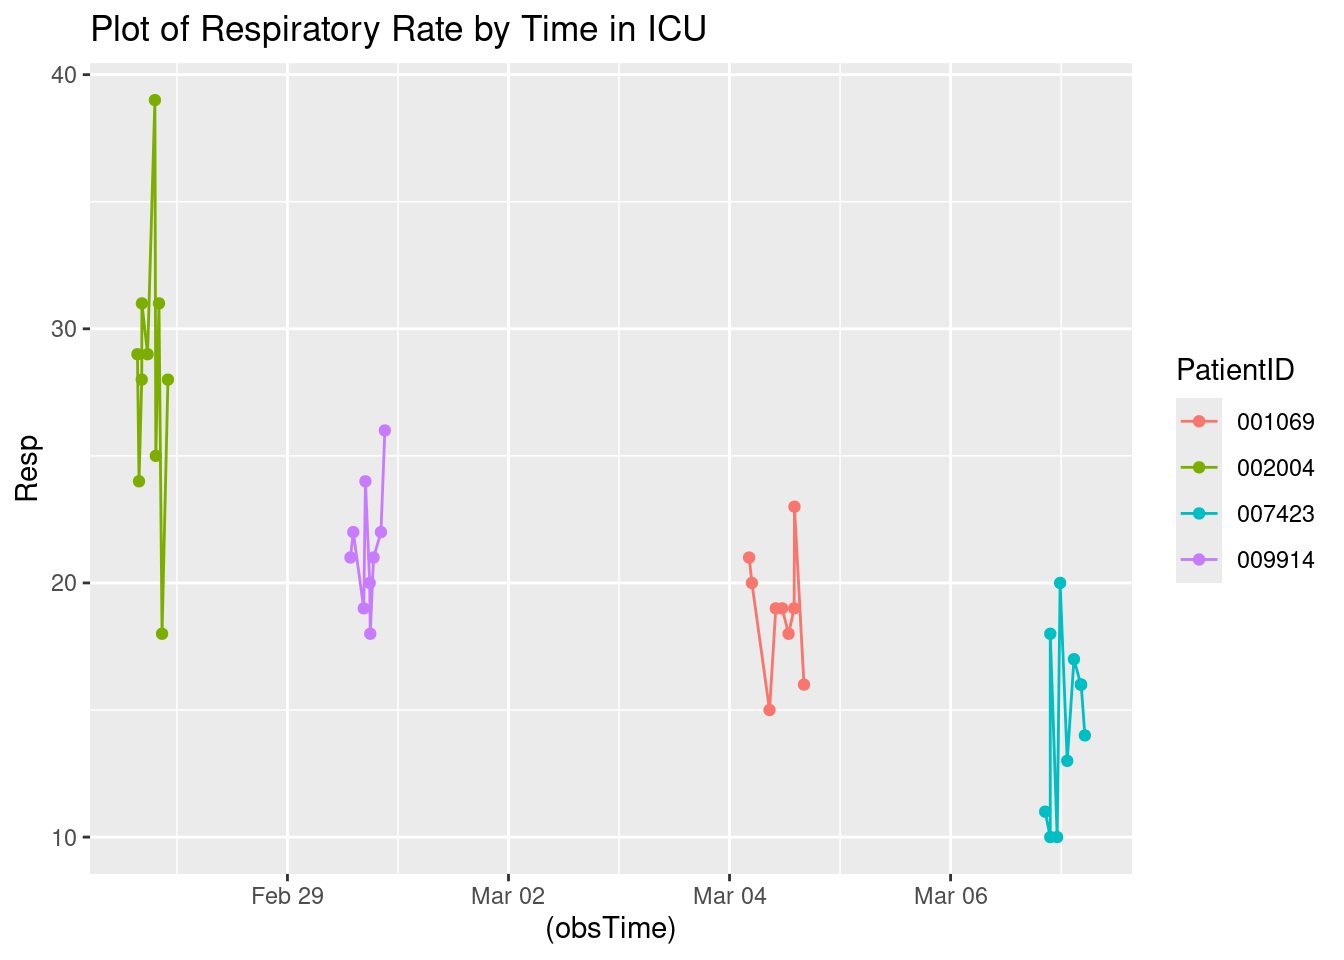 Plot of Respiratory Rate by Time in ICU
40
30
20
10
Resp
Feb 29
Mar 02
Mar 04
Mar 06
(obsTime)
PatientID
001069
002004
007423
009914